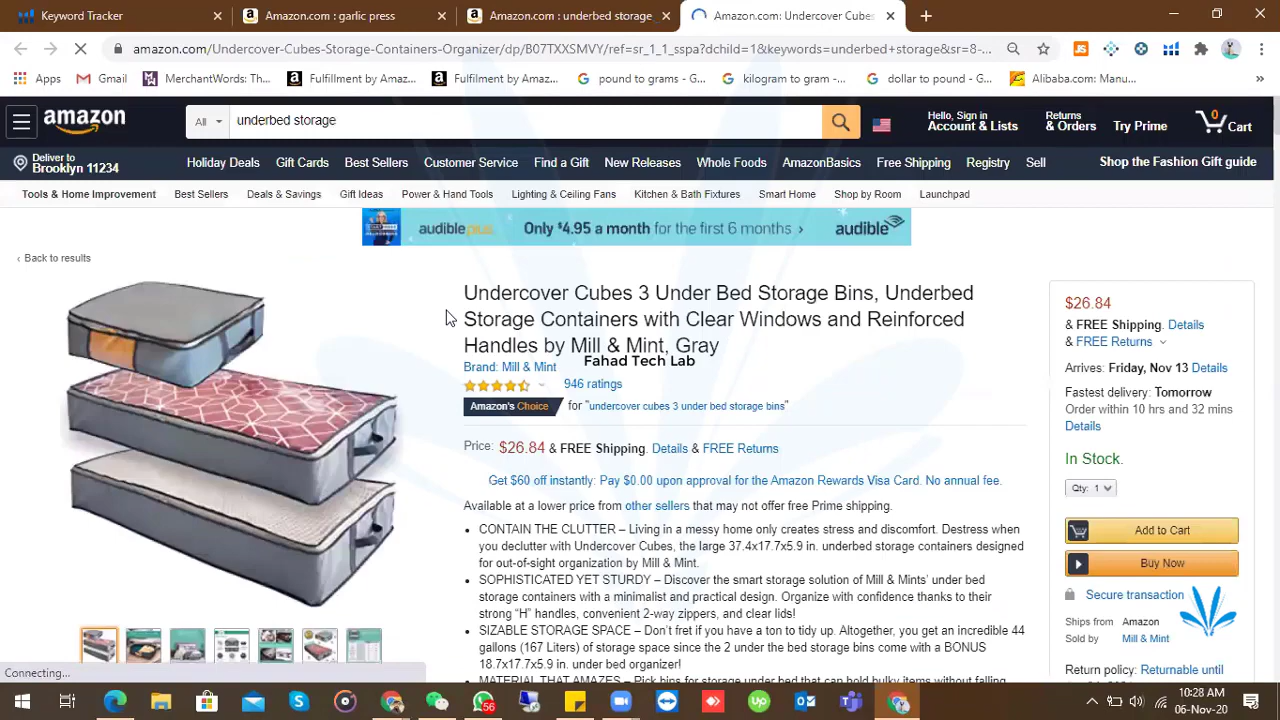 Keyword Tracker
Amazon.com : garlic press
Amazon.com : underbed storage
Amazon.com: Undercover Cubes
amazon.com/Undercover-Cubes-Storage-Containers-Organizer/dp/B07TXXSMVY/ref=sr_1_1_sspa?dchild=1&keywords=underbed+storage&sr=8-...
Apps
Gmail
MerchantWords: Th...
Fulfillment by Amaz...
Fulfilment by Amaz...
pound to grams - G...
kilogram to gram -...
dollar to pound - G...
Alibaba.com: Manu...
amazon
All
underbed storage
Hello, Sign in
Account & Lists
Returns
& Orders
Try Prime
0
Cart
Deliver to
Brooklyn 11234
Holiday Deals
Gift Cards
Best Sellers
Customer Service
Find a Gift
New Releases
Whole Foods
AmazonBasics
Free Shipping
Registry
Sell
Shop the Fashion Gift guide
Tools & Home Improvement
Best Sellers
Deals & Savings
Gift Ideas
Power & Hand Tools
Lighting & Ceiling Fans
Kitchen & Bath Fixtures
Smart Home
Shop by Room
Launchpad
audible plus
Only $4.95 a month for the first 6 months ›
audible
‹ Back to results
Undercover Cubes 3 Under Bed Storage Bins, Underbed
Storage Containers with Clear Windows and Reinforced
Handles by Mill & Mint, Gray
Fahad Tech Lab
Brand: Mill & Mint
946 ratings
Amazon's Choice for "undercover cubes 3 under bed storage bins"
Price: $26.84 & FREE Shipping. Details & FREE Returns
Get $60 off instantly: Pay $0.00 upon approval for the Amazon Rewards Visa Card. No annual fee.
Available at a lower price from other sellers that may not offer free Prime shipping.
• CONTAIN THE CLUTTER – Living in a messy home only creates stress and discomfort. Destress when
you declutter with Undercover Cubes, the large 37.4x17.7x5.9 in. underbed storage containers designed
for out-of-sight organization by Mill & Mint.
• SOPHISTICATED YET STURDY – Discover the smart storage solution of Mill & Mints' under bed
storage containers with a minimalist and practical design. Organize with confidence thanks to their
strong “H” handles, convenient 2-way zippers, and clear lids!
• SIZABLE STORAGE SPACE – Don't fret if you have a ton to tidy up. Altogether, you get an incredible 44
gallons (167 Liters) of storage space since the 2 under the bed storage bins come with a BONUS
18.7x17.7x5.9 in. under bed organizer!
• MATERIAL THAT AMAZES – Pick bins for storage under bed that can hold bulky items without falling
$26.84
& FREE Shipping. Details
& FREE Returns
Arrives: Friday, Nov 13 Details
Fastest delivery: Tomorrow
Order within 10 hrs and 32 mins
Details
In Stock.
Qty: 1
Add to Cart
Buy Now
Secure transaction
Ships from Amazon
Sold by Mill & Mint
Return policy: Returnable until
Connecting...
56
Up
10:28 AM
06-Nov-20